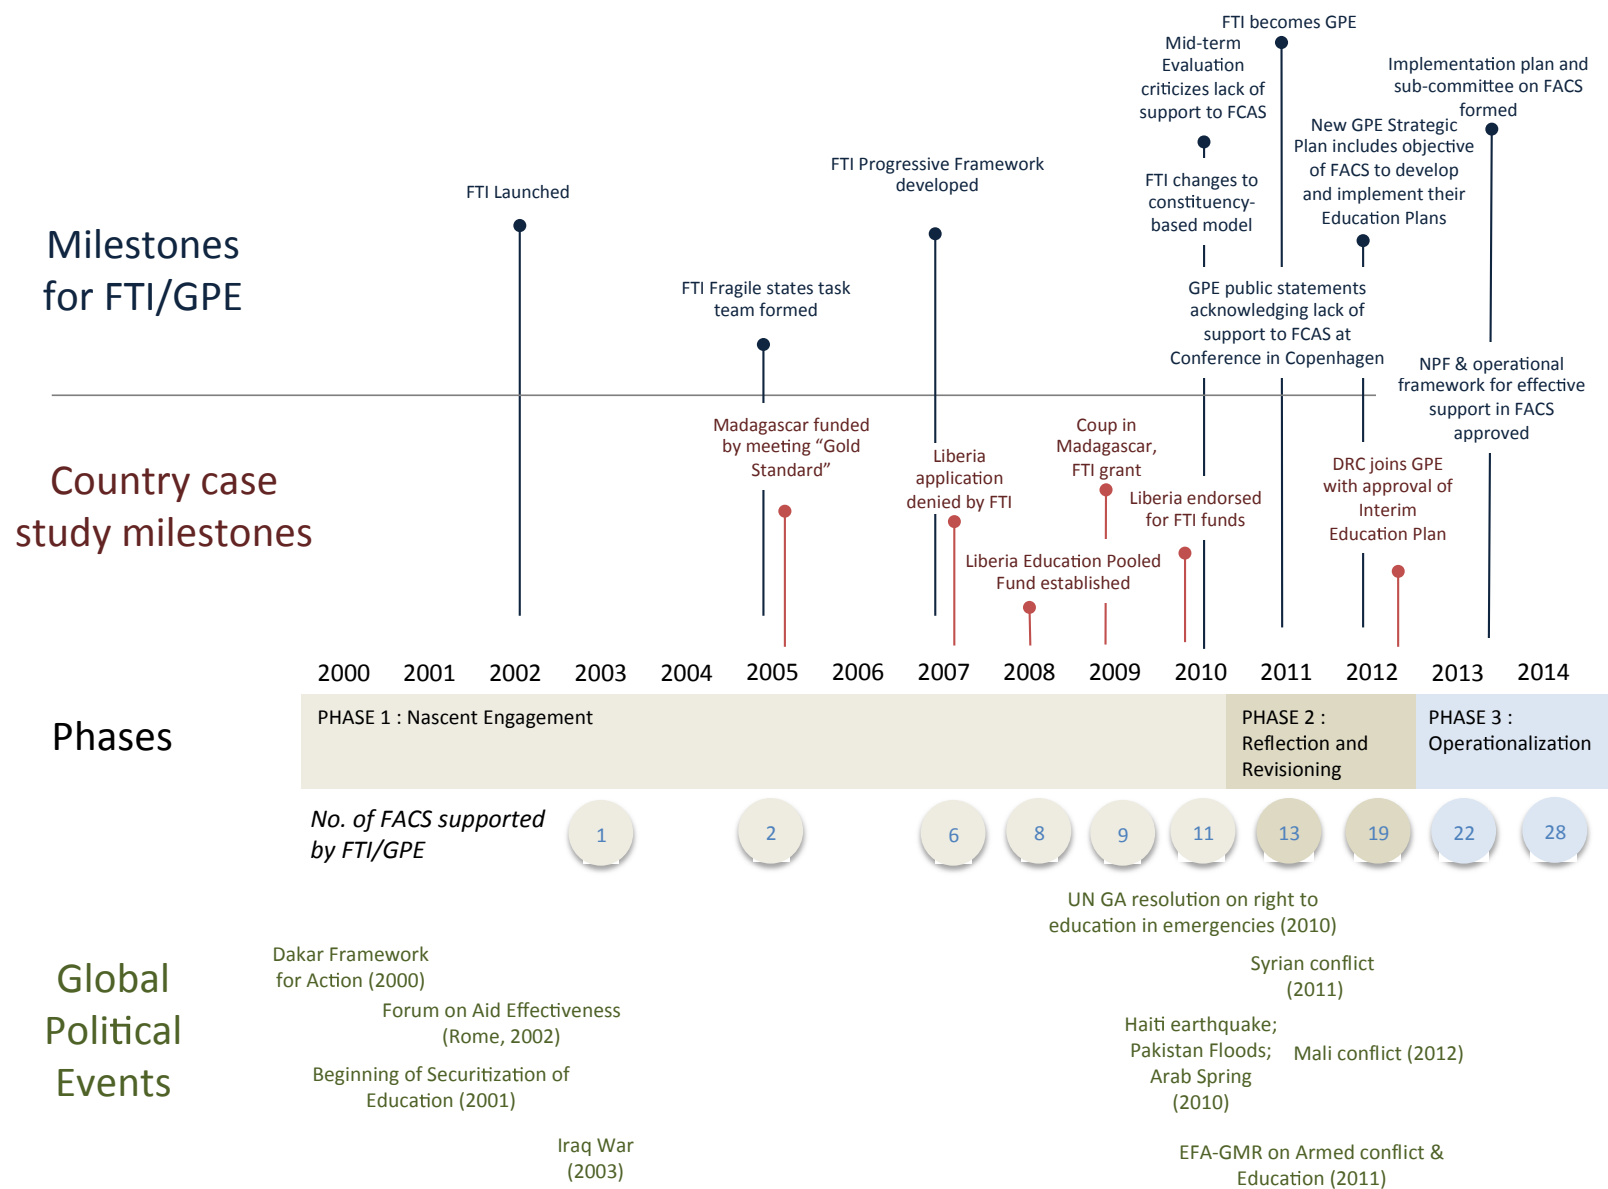 FTI becomes GPE
Mid-term
Evaluation
criticizes lack of
support to FCAS
Implementation plan and
sub-committee on FACS
formed
New GPE Strategic
Plan includes objective
of FACS to develop
and implement their
Education Plans
FTI Progressive Framework
developed
FTI changes to
constituency-
based model
FTI Launched
Milestones
for FTI/GPE
FTI Fragile states task
team formed
GPE public statements
acknowledging lack of
support to FCAS at
Conference in Copenhagen
NPF & operational
framework for effective
support in FACS
approved
Country case
study milestones
Madagascar funded
by meeting “Gold
Standard”
Liberia
application
denied by FTI
Coup in
Madagascar,
FTI grant
Liberia endorsed
for FTI funds
DRC joins GPE
with approval of
Interim
Education Plan
Liberia Education Pooled
Fund established
2000 2001 2002 2003 2004 2005 2006 2007 2008 2009 2010 2011 2012 2013 2014
Phases
PHASE 1 : Nascent Engagement
PHASE 2 :
Reflection and
Revisioning
PHASE 3 :
Operationalization
No. of FACS supported
by FTI/GPE
1 2 6 8 9 11 13 19 22 28
Global
Political
Events
UN GA resolution on right to
education in emergencies (2010)
Dakar Framework
for Action (2000)
Syrian conflict
(2011)
Forum on Aid Effectiveness
(Rome, 2002)
Haiti earthquake;
Pakistan Floods;
Arab Spring
(2010)
Mali conflict (2012)
Beginning of Securitization of
Education (2001)
Iraq War
(2003)
EFA-GMR on Armed conflict &
Education (2011)